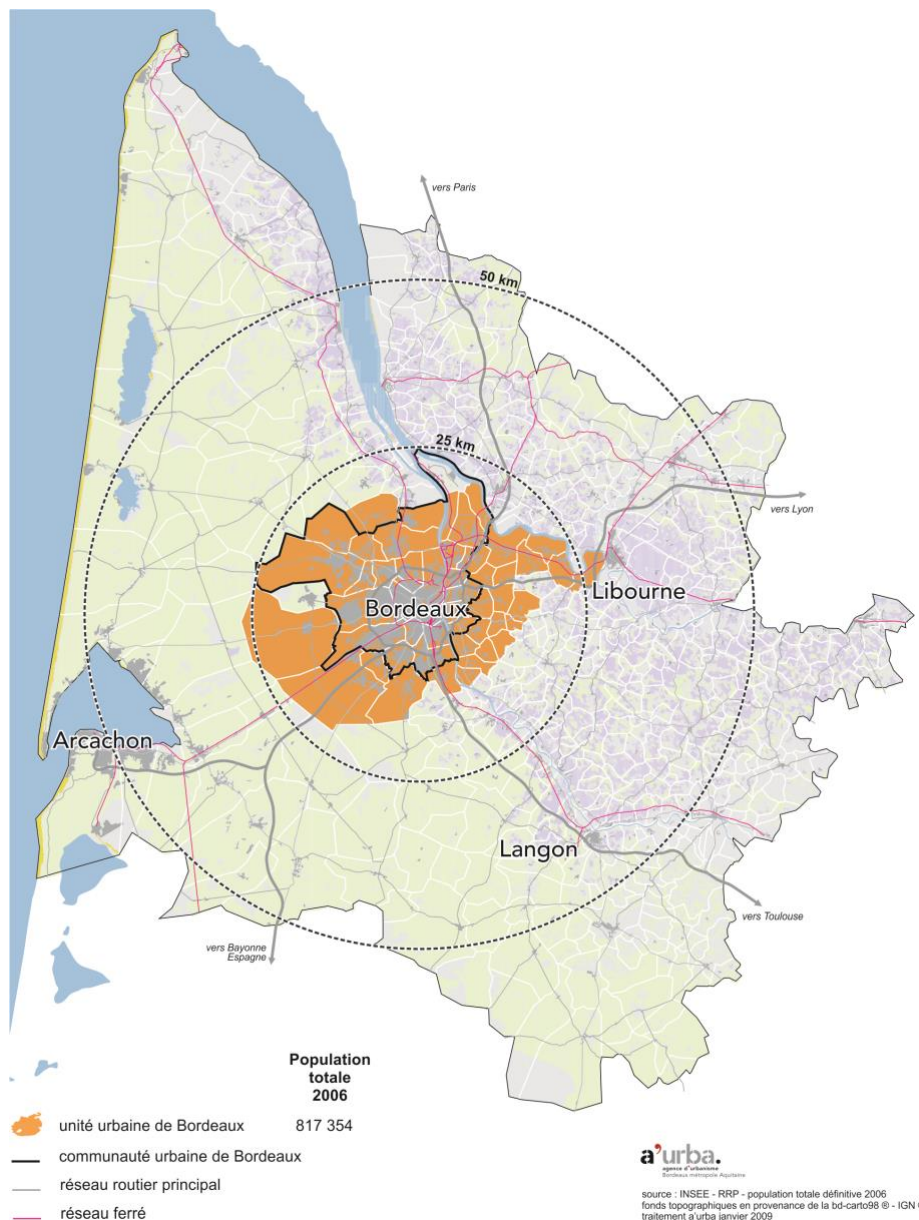 vers Paris
50 km
25 km
vers Lyon
Libourne
Bordeaux
Arcachon
Langon
vers Toulouse
vers Bayonne
Espagne
Population
totale
2006
unité urbaine de Bordeaux 817 354
communauté urbaine de Bordeaux
réseau routier principal
réseau ferré
a'urba.
agence d'urbanisme
Bordeaux métropole Aquitaine
source : INSEE - RRP - population totale définitive 2006
fonds topographiques en provenance de la bd-carto98 ® - IGN
traitement a'urba janvier 2009